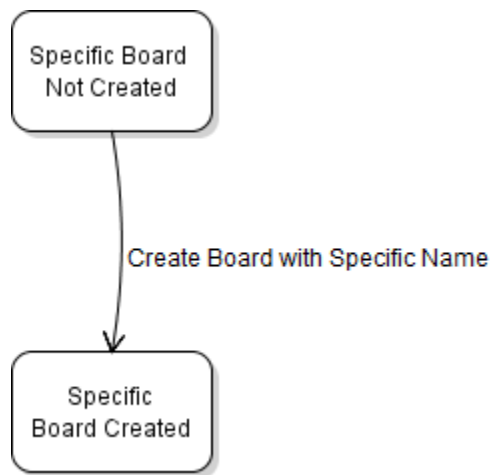 Specific Board
Not Created
Create Board with Specific Name
Specific
Board Created